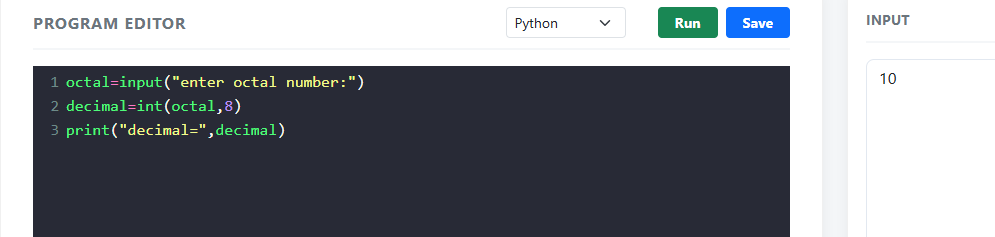 PROGRAM EDITOR
Python
Run
Save
1 octal=input("enter octal number:")
2 decimal=int(octal,8)
3 print("decimal=",decimal)
INPUT
10